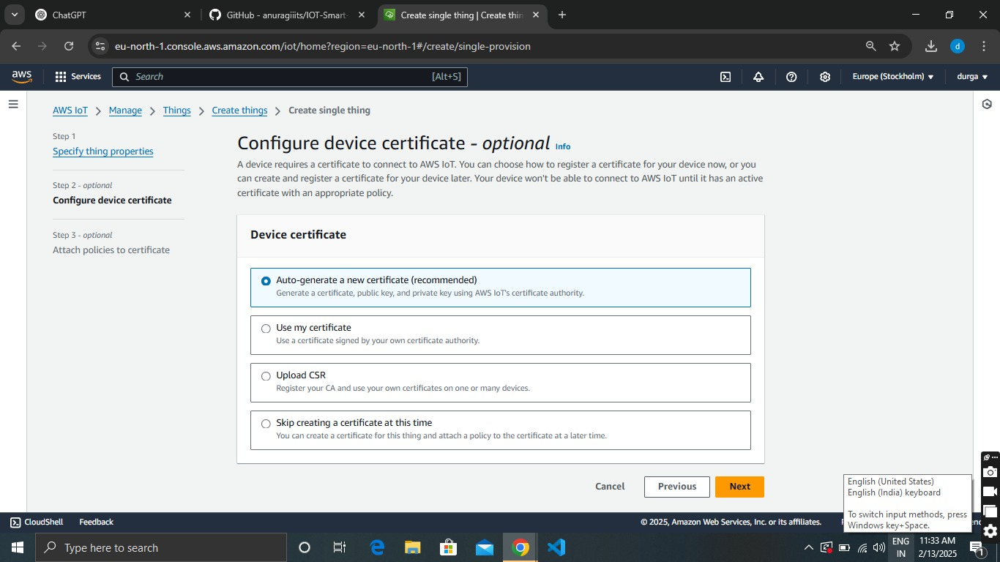 ChatGPT
GitHub - anuragiiits/IOT-Smart-
Create single thing | Create thin
eu-north-1.console.aws.amazon.com/iot/home?region=eu-north-1#/create/single-provision
d
aws
Services
Search
[Alt+S]
Europe (Stockholm)
durga
AWS IoT
Manage
Things
Create things
Create single thing
Step 1
Specify thing properties
Step 2 - optional
Configure device certificate
Step 3 - optional
Attach policies to certificate
Configure device certificate - optional Info
A device requires a certificate to connect to AWS IoT. You can choose how to register a certificate for your device now, or you
can create and register a certificate for your device later. Your device won't be able to connect to AWS IoT until it has an active
certificate with an appropriate policy.
Device certificate
Auto-generate a new certificate (recommended)
Generate a certificate, public key, and private key using AWS IoT's certificate authority.
Use my certificate
Use a certificate signed by your own certificate authority.
Upload CSR
Register your CA and use your own certificates on one or many devices.
Skip creating a certificate at this time
You can create a certificate for this thing and attach a policy to the certificate at a later time.
Cancel
Previous
Next
English (United States)
English (India) keyboard
To switch input methods, press
Windows key+Space.
CloudShell
Feedback
© 2025, Amazon Web Services, Inc. or its affiliates.
Type here to search
ENG
IN
11:33 AM
2/13/2025
1